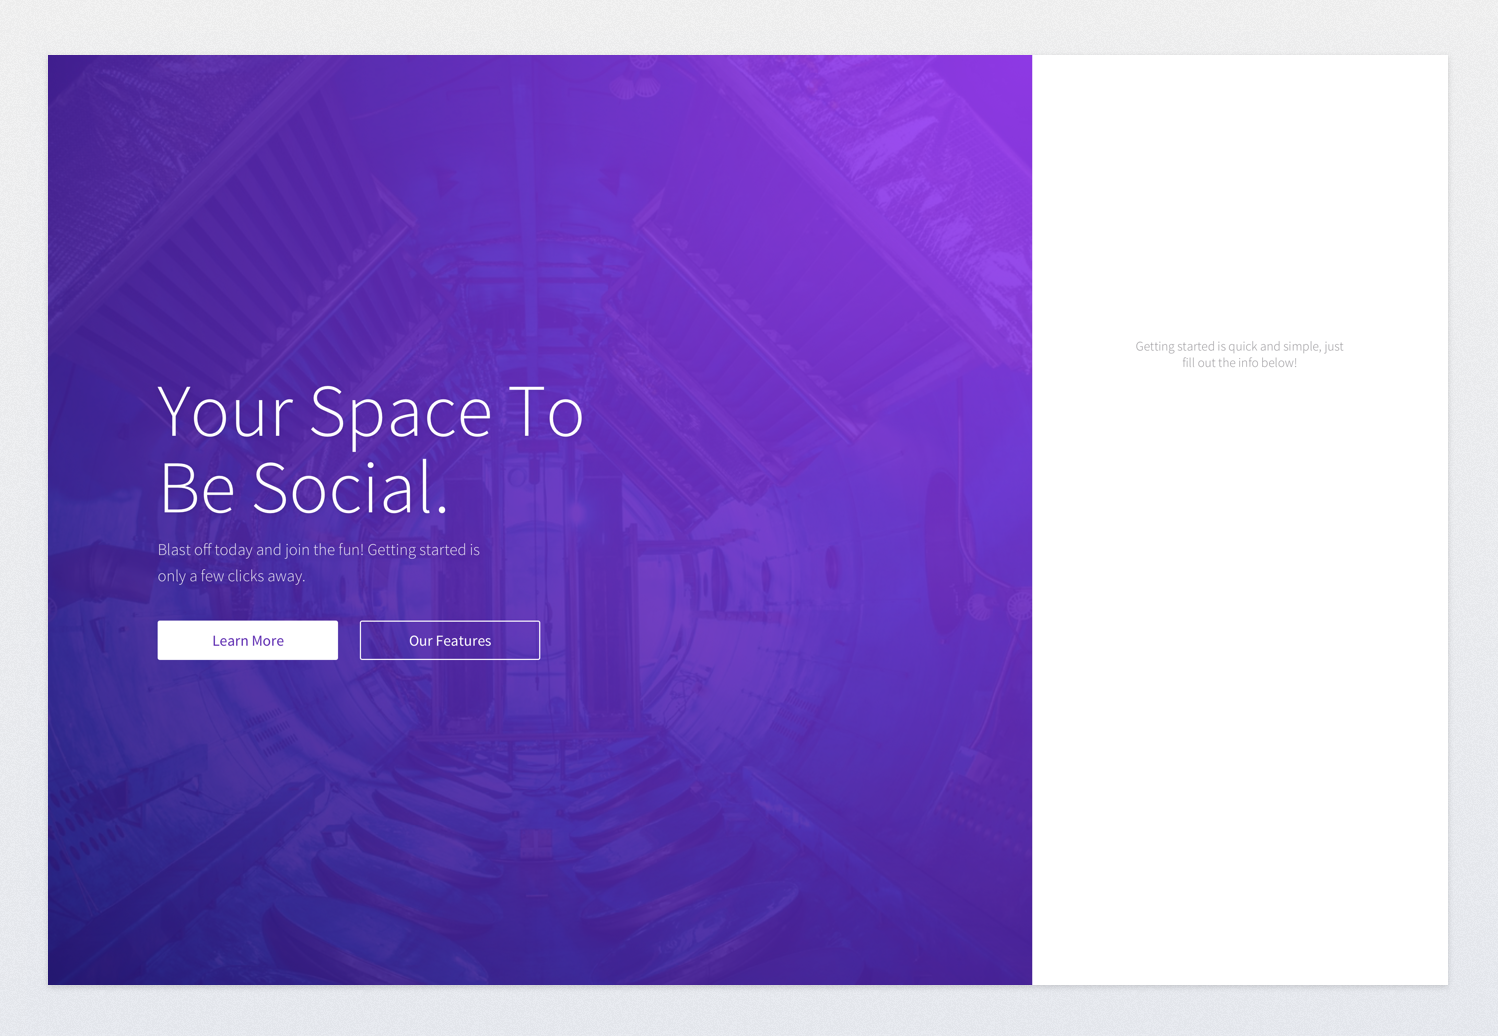 Your Space To
Be Social.
Blast off today and join the fun! Getting started is
only a few clicks away.
Learn More
Our Features
Getting started is quick and simple, just
fill out the info below!